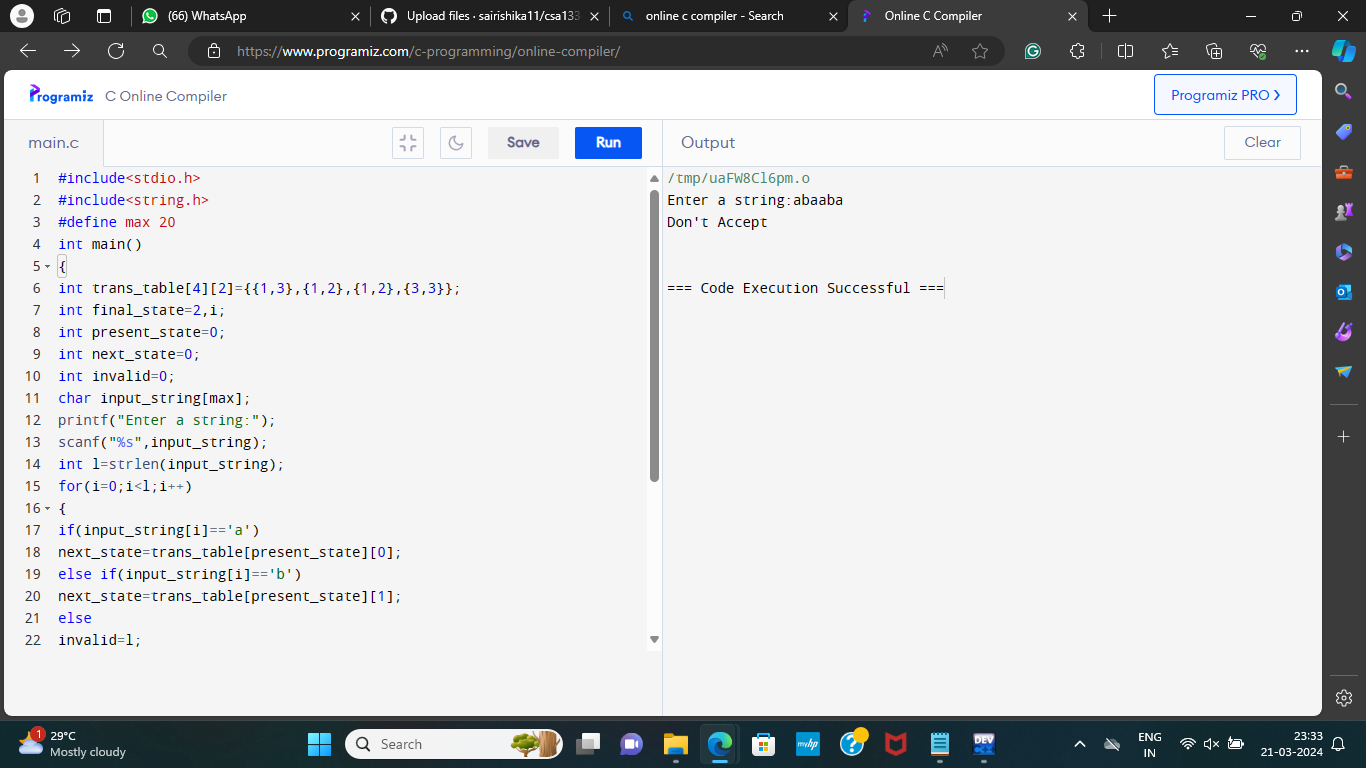 (66) WhatsApp
Upload files · sairishika11/csa133
online c compiler - Search
Online C Compiler
https://www.programiz.com/c-programming/online-compiler/
Programiz
C Online Compiler
Programiz PRO ❯
main.c
Save
Run
Output
Clear
1 #include<stdio.h>
2 #include<string.h>
3 #define max 20
4 int main()
5 {
6 int trans_table[4][2]={{1,3},{1,2},{1,2},{3,3}};
7 int final_state=2,i;
8 int present_state=0;
9 int next_state=0;
10 int invalid=0;
11 char input_string[max];
12 printf("Enter a string:");
13 scanf("%s",input_string);
14 int l=strlen(input_string);
15 for(i=0;i<l;i++)
16 {
17 if(input_string[i]=='a')
18 next_state=trans_table[present_state][0];
19 else if(input_string[i]=='b')
20 next_state=trans_table[present_state][1];
21 else
22 invalid=l;
/tmp/uaFW8Cl6pm.o
Enter a string:abaaba
Don't Accept
=== Code Execution Successful ===
1
29°C
Mostly cloudy
Search
myhp
DEV
ENG
IN
23:33
21-03-2024